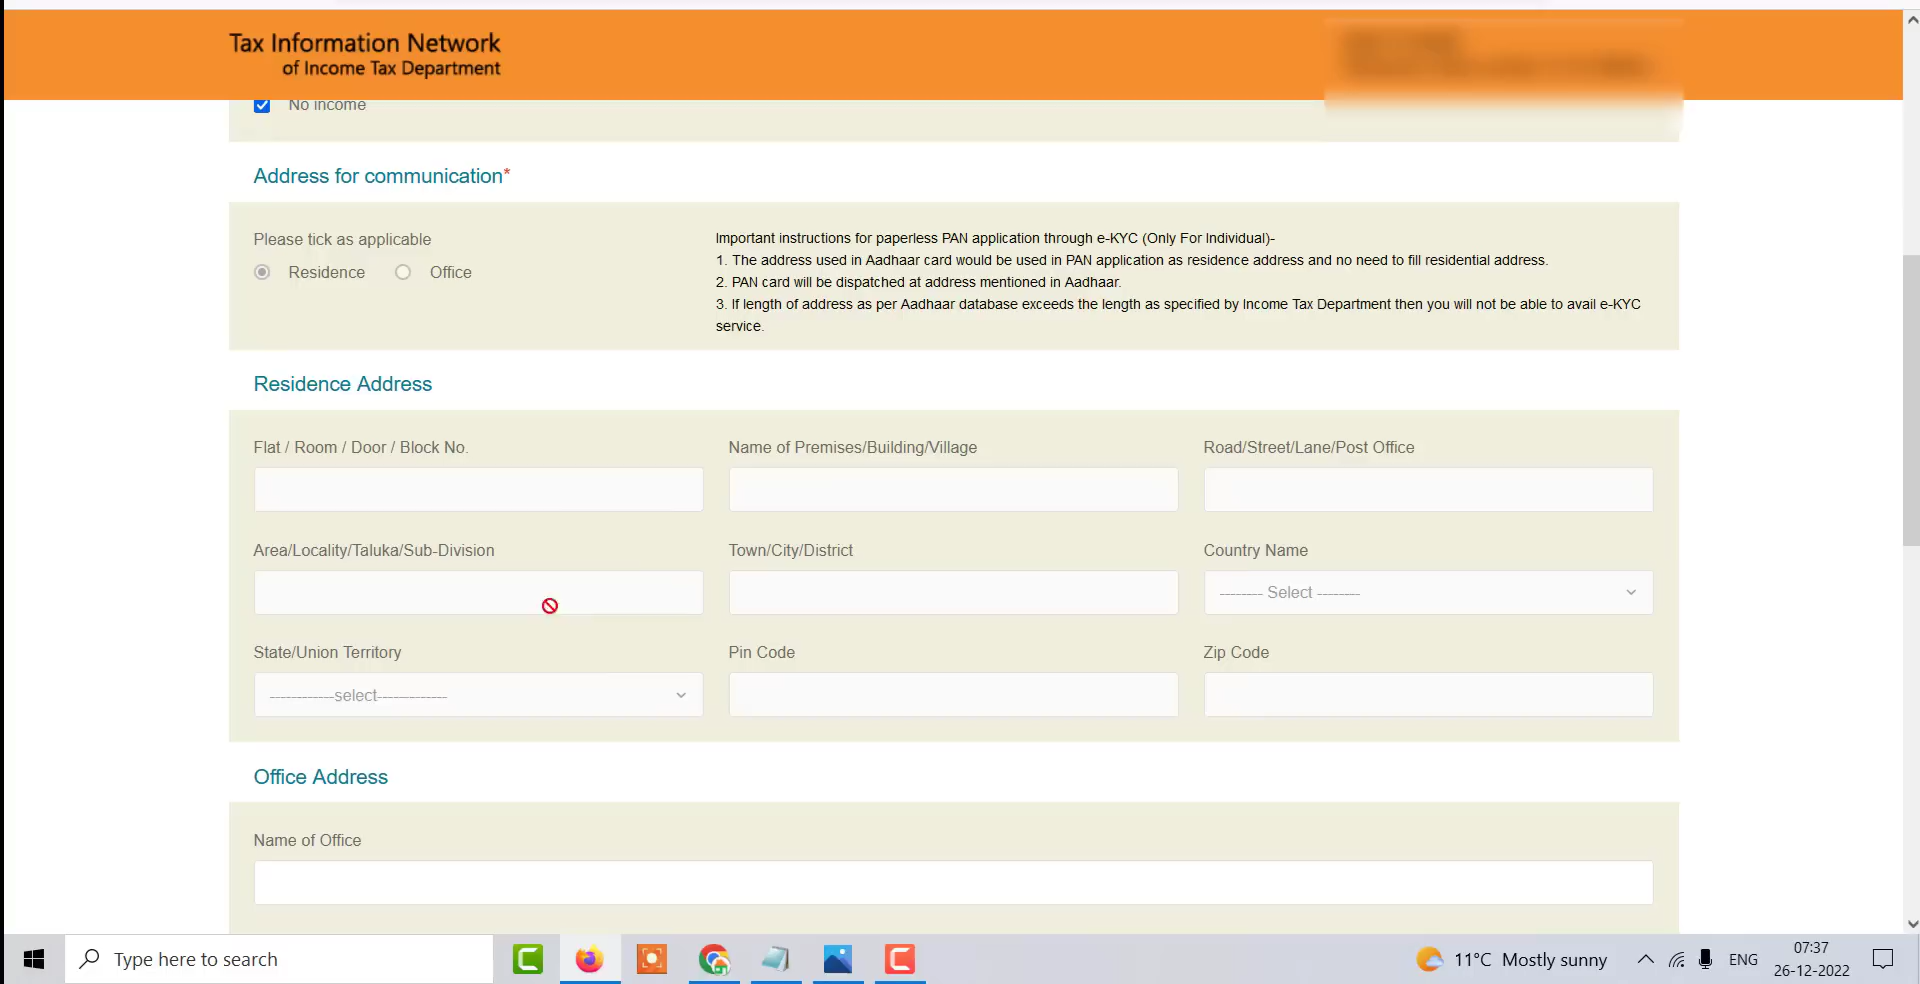 Tax Information Network
of Income Tax Department
No income
Address for communication*
Please tick as applicable
Residence Office
Important instructions for paperless PAN application through e-KYC (Only For Individual)-
1. The address used in Aadhaar card would be used in PAN application as residence address and no need to fill residential address.
2. PAN card will be dispatched at address mentioned in Aadhaar.
3. If length of address as per Aadhaar database exceeds the length as specified by Income Tax Department then you will not be able to avail e-KYC
service.
Residence Address
Flat / Room / Door / Block No. Name of Premises/Building/Village Road/Street/Lane/Post Office
Area/Locality/Taluka/Sub-Division Town/City/District Country Name
-------- Select --------
State/Union Territory Pin Code Zip Code
------------select-------------
Office Address
Name of Office
Type here to search
11°C Mostly sunny
ENG
07:37
26-12-2022